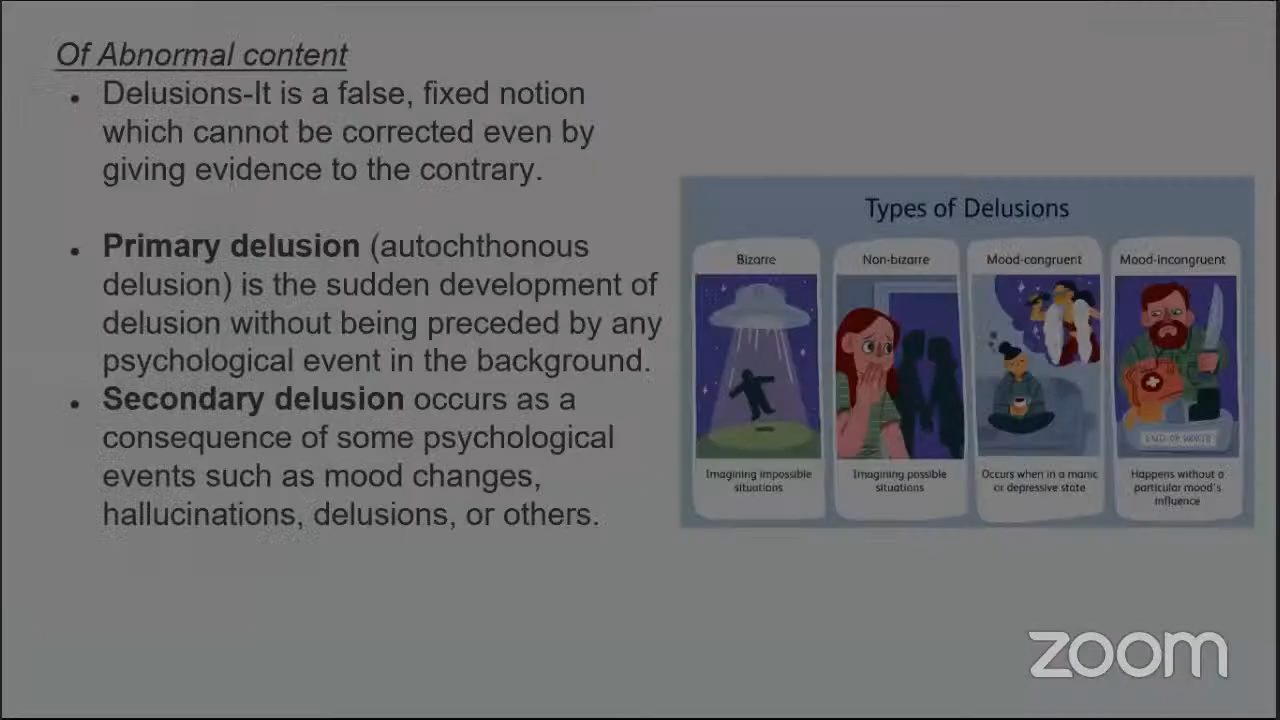 Of Abnormal content
• Delusions-It is a false, fixed notion
which cannot be corrected even by
giving evidence to the contrary.
• Primary delusion (autochthonous
delusion) is the sudden development of
delusion without being preceded by any
psychological event in the background.
• Secondary delusion occurs as a
consequence of some psychological
events such as mood changes,
hallucinations, delusions, or others.
Types of Delusions
Bizarre
Imagining impossible
situations
Non-bizarre
Imagining possible
situations
Mood-congruent
Occurs when in a manic
or depressive state
Mood-incongruent
Happens without a
particular mood's
influence
zoom